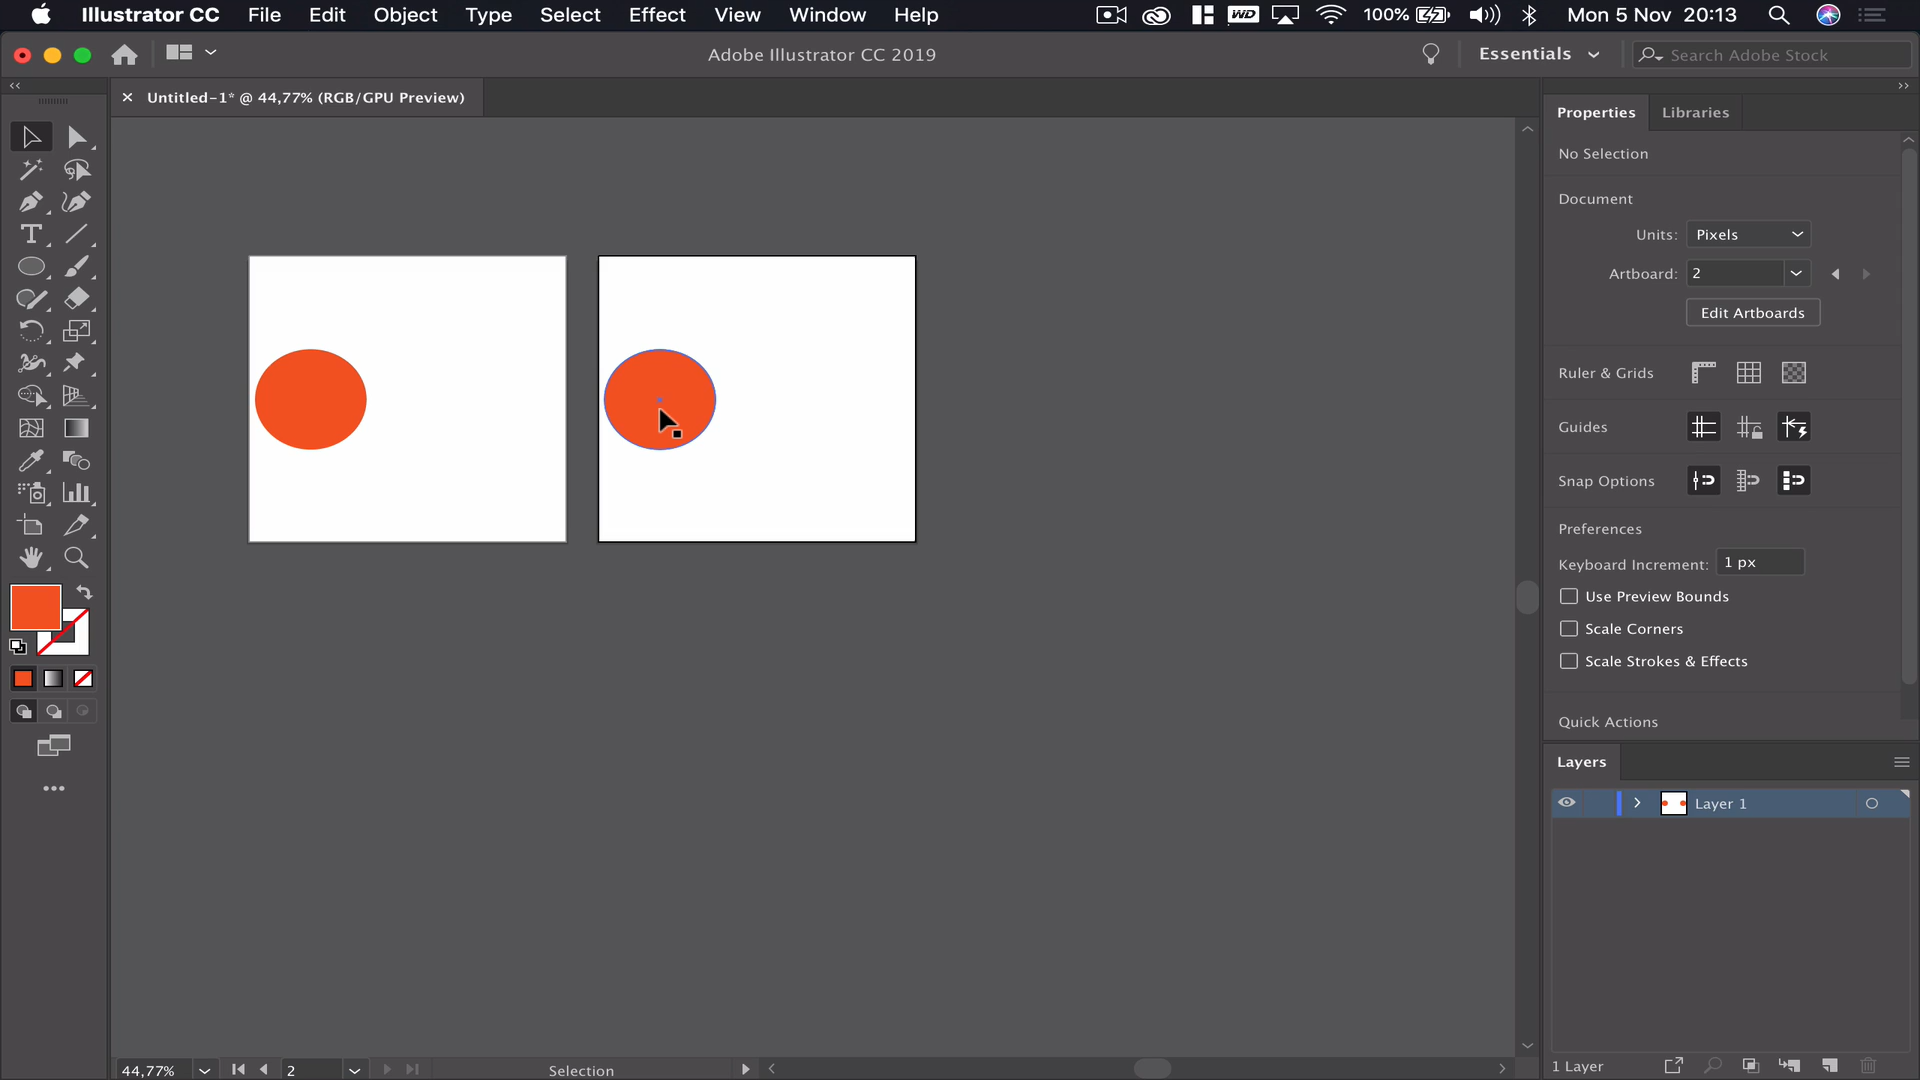 Illustrator CC File Edit Object Type Select Effect View Window Help WD 100% Mon 5 Nov 20:13
Adobe Illustrator CC 2019 Essentials Search Adobe Stock
Untitled-1* @ 44,77% (RGB/GPU Preview)
Properties Libraries
No Selection
Document
Units: Pixels
Artboard: 2
Edit Artboards
Ruler & Grids
Guides
Snap Options
Preferences
Keyboard Increment: 1 px
Use Preview Bounds
Scale Corners
Scale Strokes & Effects
Quick Actions
Layers
Layer 1
44,77% 2 Selection
1 Layer